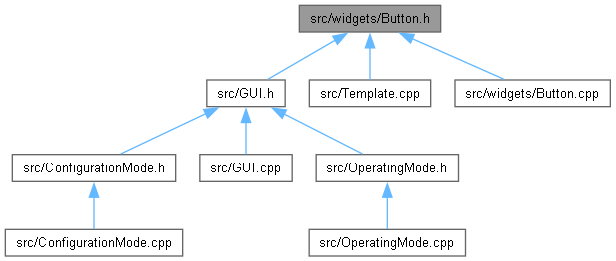 src/widgets/Button.h
src/GUI.h
src/Template.cpp
src/widgets/Button.cpp
src/ConfigurationMode.h
src/GUI.cpp
src/OperatingMode.h
src/ConfigurationMode.cpp
src/OperatingMode.cpp